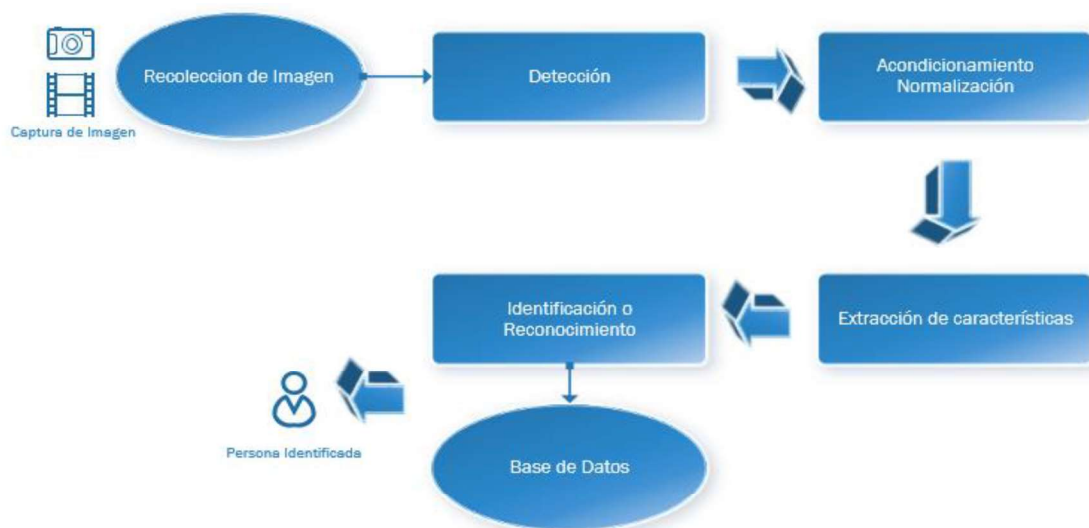 Captura de Imagen
Recoleccion de Imagen
Detección
Acondicionamiento
Normalización
Extracción de características
Identificación o
Reconocimiento
Base de Datos
Persona Identificada